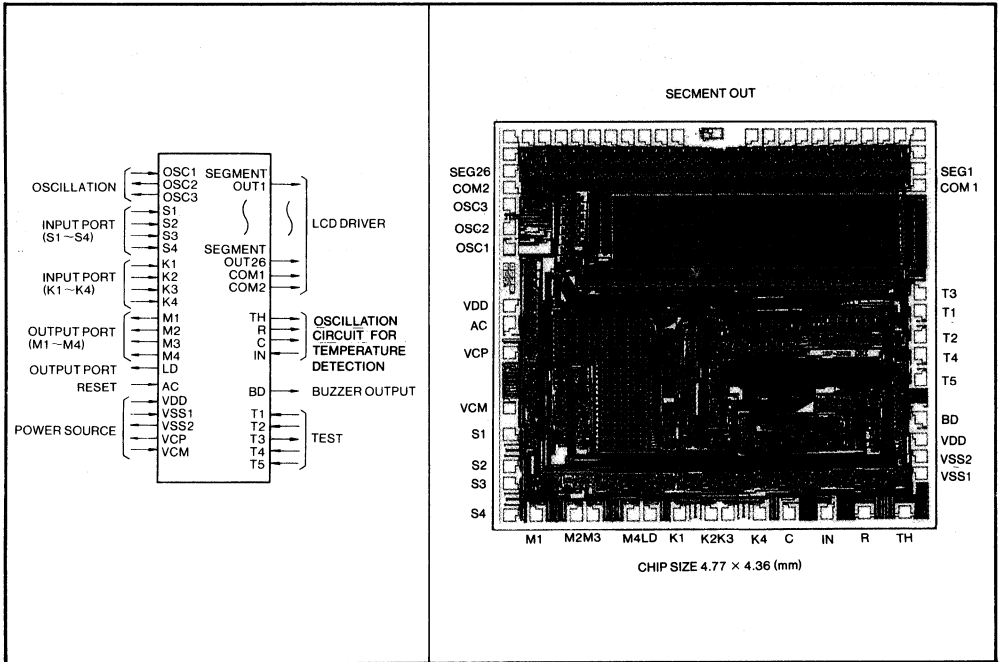 OSCILLATION
INPUT PORT
(S1~S4)
INPUT PORT
(K1~K4)
OUTPUT PORT
(M1~M4)
OUTPUT PORT
RESET
POWER SOURCE
OSC1
OSC2
OSC3
S1
S2
S3
S4
K1
K2
K3
K4
M1
M2
M3
M4
LD
AC
VDD
VSS1
VSS2
VCP
VCM
SEGMENT
OUT1
SEGMENT
OUT26
COM1
COM2
TH
R
C
IN
BD
T1
T2
T3
T4
T5
LCD DRIVER
OSCILLATION
CIRCUIT FOR
TEMPERATURE
DETECTION
BUZZER OUTPUT
TEST
SECMENT OUT
SEG26
COM2
OSC3
OSC2
OSC1
VDD
AC
VCP
VCM
S1
S2
S3
S4
SEG1
COM 1
T3
T1
T2
T4
T5
BD
VDD
VSS2
VSS1
M1 M2M3 M4LD K1 K2K3 K4 C IN R TH
CHIP SIZE 4.77 × 4.36 (mm)